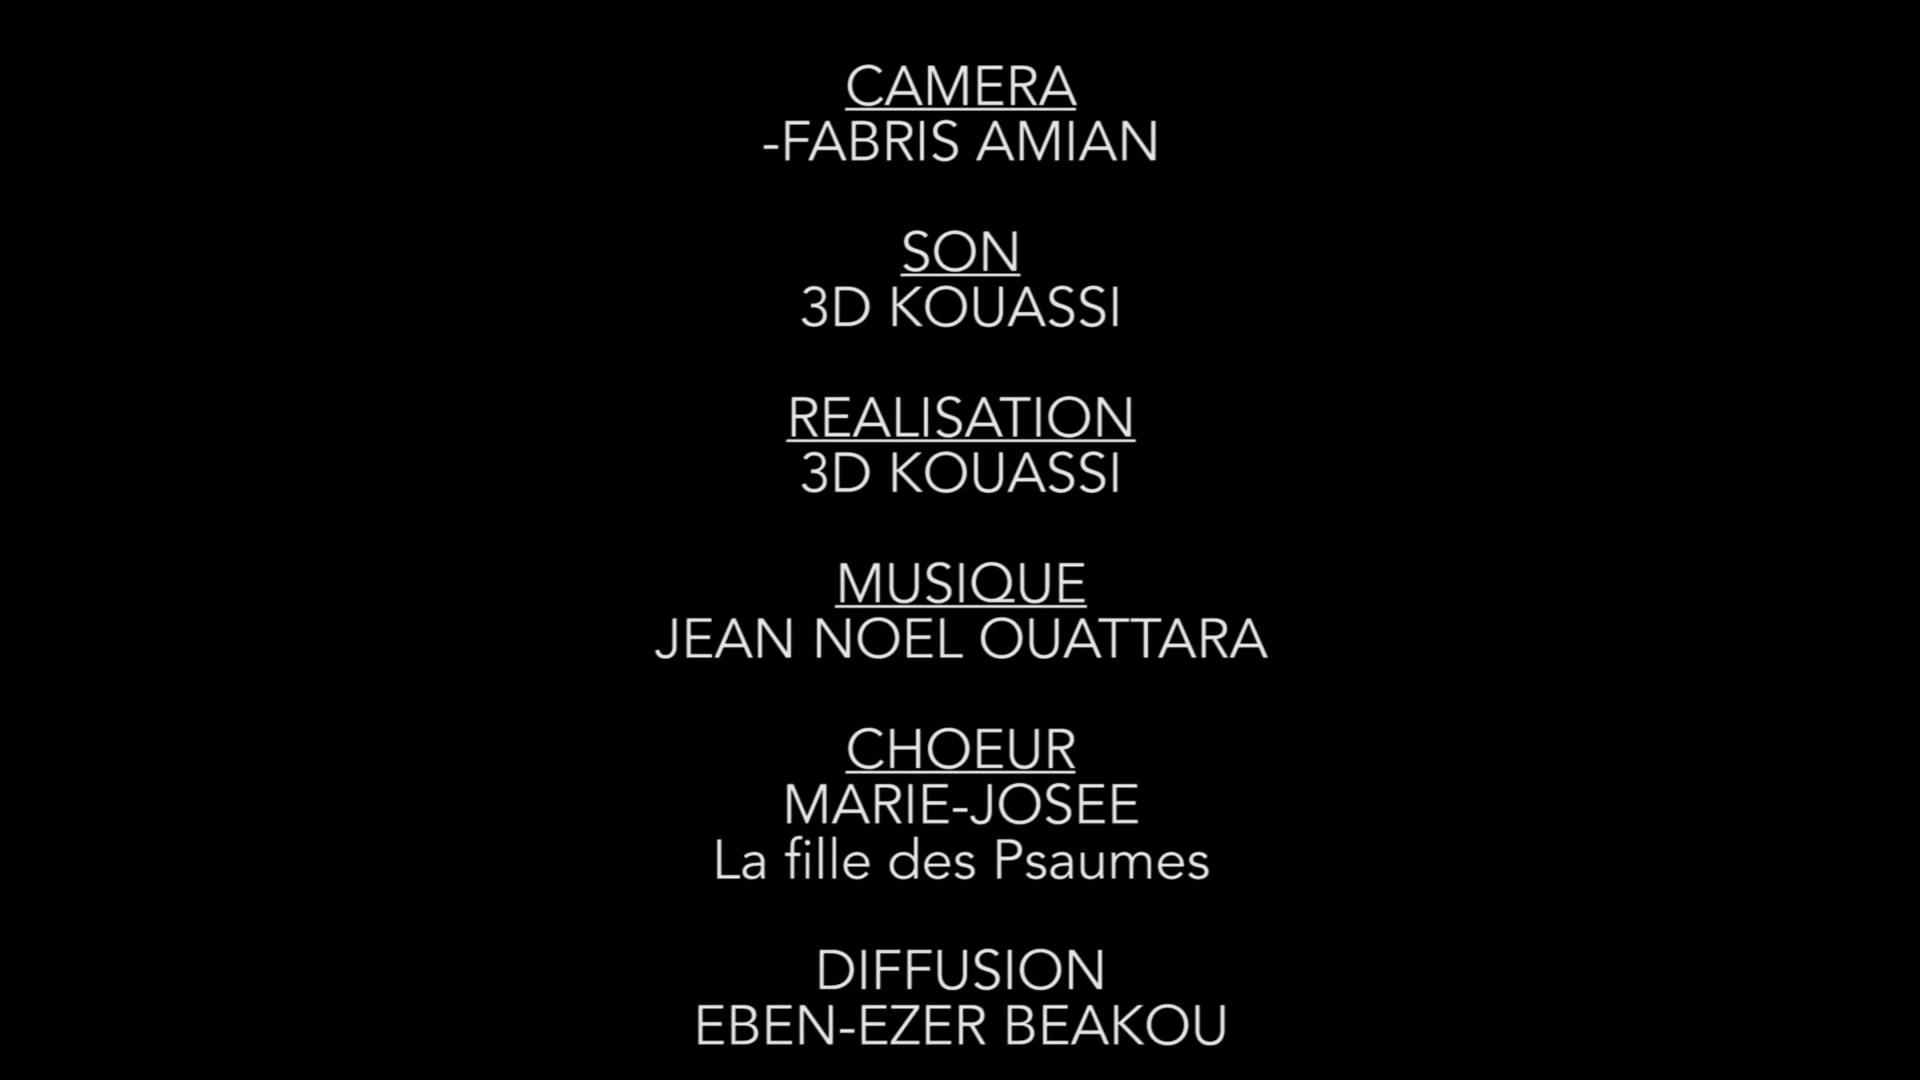 CAMERA
-FABRIS AMIAN
SON
3D KOUASSI
REALISATION
3D KOUASSI
MUSIQUE
JEAN NOEL OUATTARA
CHOEUR
MARIE-JOSEE
La fille des Psaumes
DIFFUSION
EBEN-EZER BEAKOU